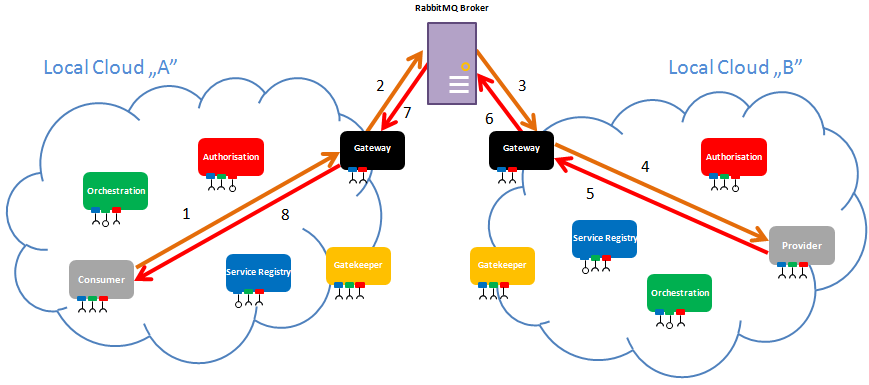 RabbitMQ Broker
Local Cloud „A”
Local Cloud „B”
2
3
7
6
Gateway
Gateway
Authorisation
Authorisation
4
Orchestration
5
1
8
Service Registry
Provider
Consumer
Service Registry
Gatekeeper
Gatekeeper
Orchestration